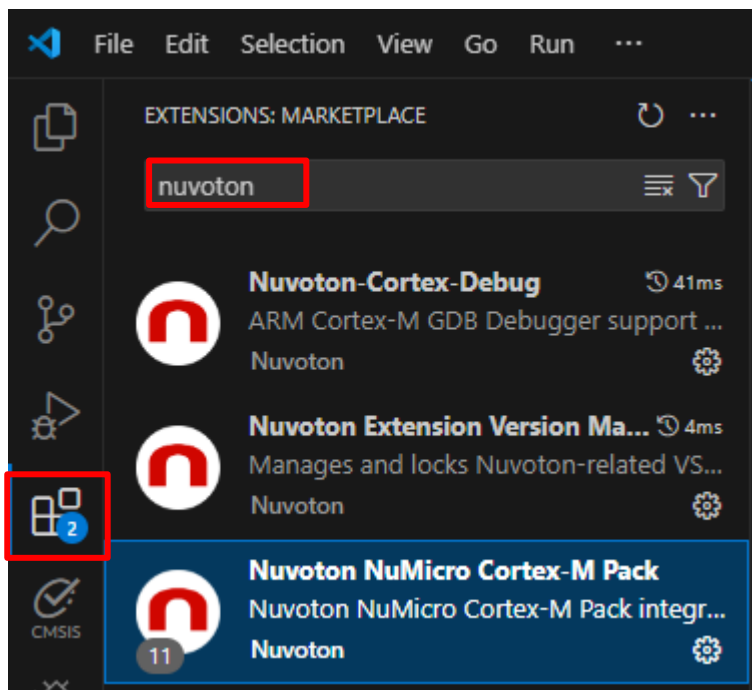 File Edit Selection View Go Run ...
EXTENSIONS: MARKETPLACE
nuvoton
Nuvoton-Cortex-Debug 41ms
ARM Cortex-M GDB Debugger support ...
Nuvoton
Nuvoton Extension Version Ma... 4ms
Manages and locks Nuvoton-related VS...
Nuvoton
2
Nuvoton NuMicro Cortex-M Pack
Nuvoton NuMicro Cortex-M Pack integr...
CMSIS
11
Nuvoton